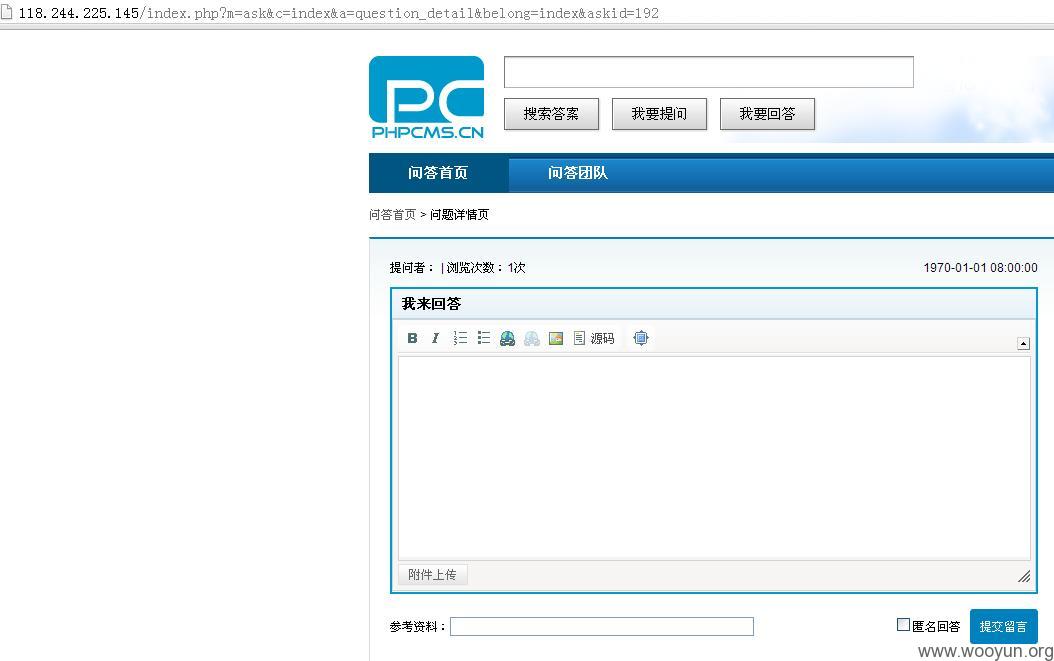 118.244.225.145/index.php?m=ask&c=index&a=question_detail&belong=index&askid=192
PC
PHPCMS.CN
搜索答案 我要提问 我要回答
问答首页 问答团队
问答首页 > 问题详情页
提问者： | 浏览次数：1次 1970-01-01 08:00:00
我来回答
B I 源码
附件上传
参考资料： 匿名回答 提交留言
www.wooyun.org